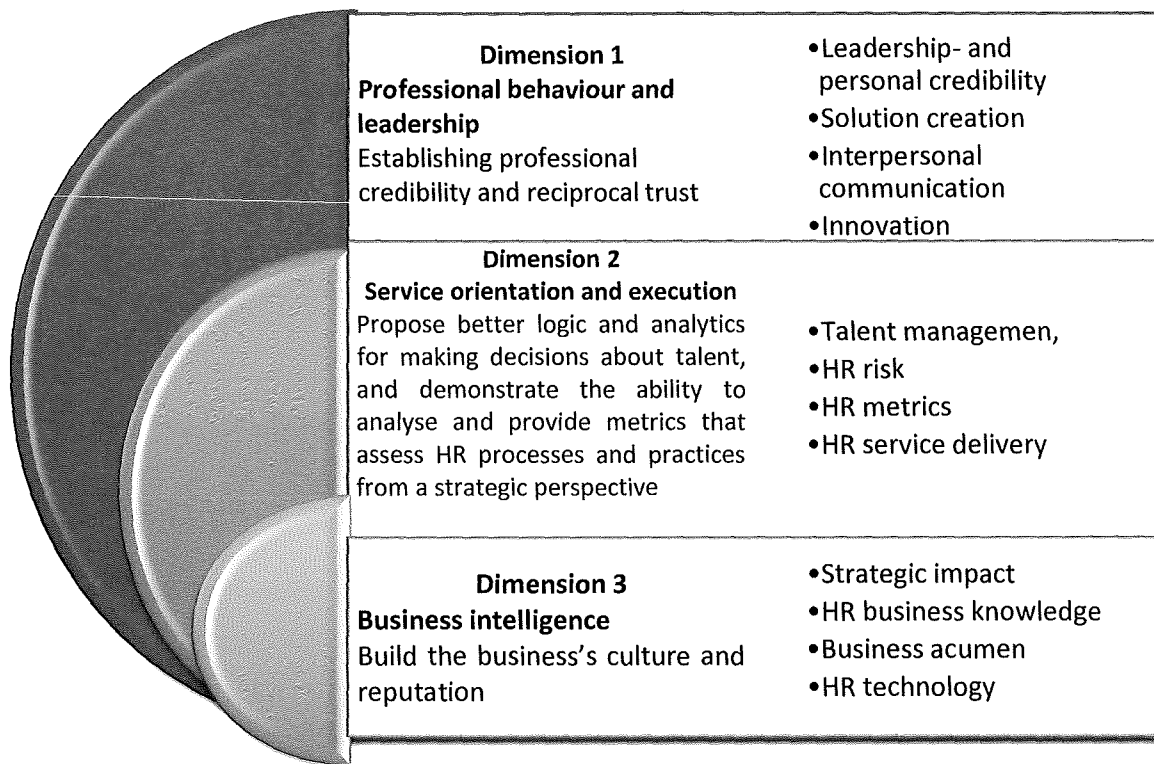 Dimension 1
Professional behaviour and
leadership
Establishing professional
credibility and reciprocal trust
•Leadership- and
personal credibility
•Solution creation
•Interpersonal
communication
•Innovation
Dimension 2
Service orientation and execution
Propose better logic and analytics
for making decisions about talent,
and demonstrate the ability to
analyse and provide metrics that
assess HR processes and practices
from a strategic perspective
•Talent managemen,
•HR risk
•HR metrics
•HR service delivery
Dimension 3
Business intelligence
Build the business's culture and
reputation
•Strategic impact
•HR business knowledge
•Business acumen
•HR technology